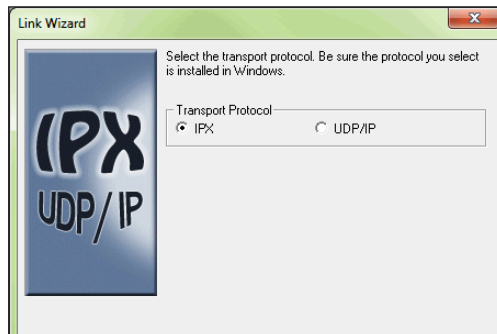 Link Wizard
Select the transport protocol. Be sure the protocol you select
is installed in Windows.
IPX
UDP/IP
Transport Protocol
IPX
UDP/IP